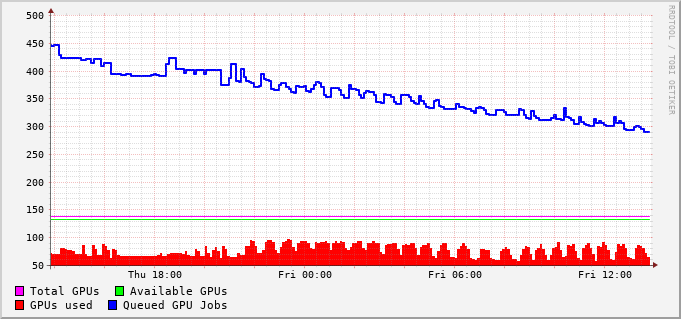 500
450
400
350
300
250
200
150
100
50
Thu 18:00 Fri 00:00 Fri 06:00 Fri 12:00
Total GPUs Available GPUs
GPUs used Queued GPU Jobs
RRDTOOL / TOBI OETIKER